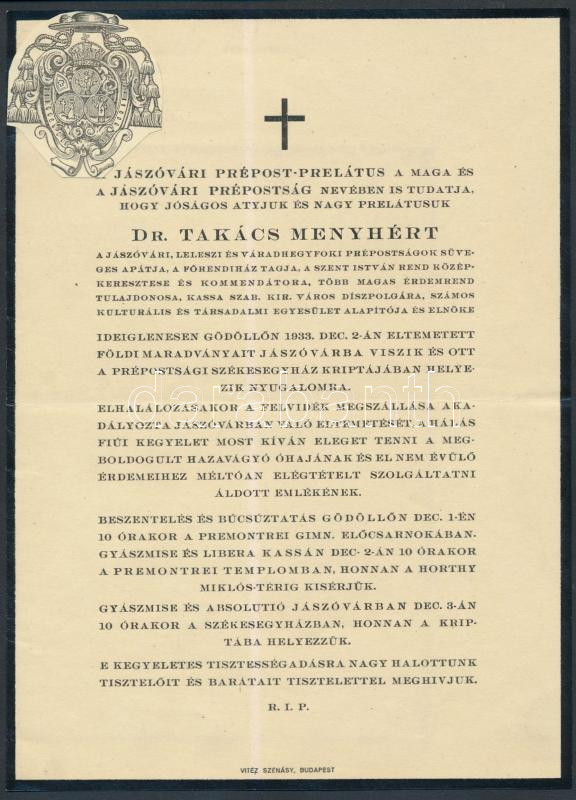 JÁSZÓVÁRI PRÉPOST-PRELÁTUS A MAGA ÉS
A JÁSZÓVÁRI PRÉPOSTSÁG NEVÉBEN IS TUDATJA,
HOGY JÓSÁGOS ATYJUK ÉS NAGY PRELÁTUSUK
DR. TAKÁCS MENYHÉRT
A JÁSZÓVÁRI, LELESZI ÉS VÁRADHEGYFOKI PRÉPOSTSÁGOK SÜVE-
GES APÁTJA, A FŐRENDIHÁZ TAGJA, A SZENT ISTVÁN REND KÖZÉP-
KERESZTESE ÉS KOMMENDÁTORA, TÖBB MAGAS ÉRDEMREND
TULAJDONOSA, KASSA SZAB. KIR. VÁROS DÍSZPOLGÁRA, SZÁMOS
KULTURÁLIS ÉS TÁRSADALMI EGYESÜLET ALAPÍTÓJA ÉS ELNÖKE
IDEIGLENESEN GÖDÖLLŐN 1933. DEC. 2-ÁN ELTEMETETT
FÖLDI MARADVÁNYAIT JÁSZÓVÁRBA VISZIK ÉS OTT
A PRÉPOSTSÁGI SZÉKESEGYHÁZ KRIPTÁJÁBAN HELYE-
ZIK NYUGALOMRA.
darabanth
ELHALÁLOZÁSAKOR A FELVIDÉK MEGSZÁLLÁSA AKA-
DÁLYOZTA JÁSZÓVÁRBAN VALÓ ELTEMETÉSÉT. A HÁLÁS
FIÚI KEGYELET MOST KÍVÁN ELEGET TENNI A MEG-
BOLDOGULT HAZAVÁGYÓ ÓHAJÁNAK ÉS EL NEM ÉVÜLŐ
ÉRDEMEIHEZ MÉLTÓAN ELÉGTÉTELT SZOLGÁLTATNI
ÁLDOTT EMLÉKÉNEK.
BESZENTELÉS ÉS BÚCSÚZTATÁS GÖDÖLLŐN DEC. 1-ÉN
10 ÓRAKOR A PREMONTREI GIMN. ELŐCSARNOKÁBAN.
GYÁSZMISE ÉS LIBERA KASSÁN DEC- 2-ÁN 10 ÓRAKOR
A PREMONTREI TEMPLOMBAN, HONNAN A HORTHY
MIKLÓS-TÉRIG KISÉRJÜK.
GYÁSZMISE ÉS ABSOLUTIÓ JÁSZÓVÁRBAN DEC. 3-ÁN
10 ÓRAKOR A SZÉKESEGYHÁZBAN, HONNAN A KRIP-
TÁBA HELYEZZÜK.
E KEGYELETES TISZTESSÉGADÁSRA NAGY HALOTTUNK
TISZTELŐIT ÉS BARÁTAIT TISZTELETTEL MEGHIVJUK.
R. I. P.
VITÉZ SZÉNÁSY, BUDAPEST